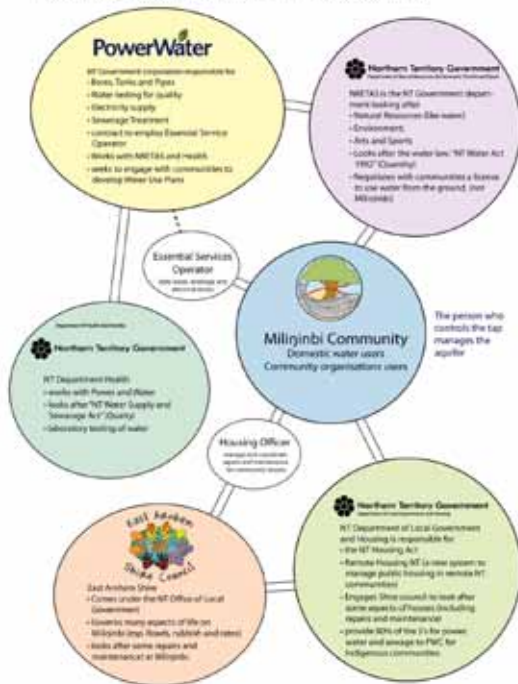 PowerWater
NT Government corporation responsible for
• Bores, Tanks and Pipes
• Water testing for quality
• Electricity supply
• Sewerage Treatment
• contract to employ Essential Service
Operator
• Works with NRETAS and Health
• seeks to engage with communities to
develop Water Use Plans
Northern Territory Government
NRETAS is the NT Government depart-
ment looking after
• Natural Resources (like water)
• Environment,
• Arts and Sports
• Looks after the water law: "NT Water Act
1992" (Quantity)
• Negotiates with communities a license
to use water from the ground. (not
Milinjinbi)
Essential Services
Operator
Miliŋinbi Community
Domestic water users
Community organisations users
The person who
controls the tap
manages the
aquifer
Northern Territory Government
NT Department Health
• works with Power and Water
• looks after "NT Water Supply and
Sewerage Act" (Quality)
• laboratory testing of water
Housing Officer
East Arnhem
Shire Council
East Arnhem Shire
• Comes under the NT Office of Local
Government
• Governs many aspects of life on
Milinjinbi (esp. Roads, rubbish and rates)
• looks after some repairs and
maintenance) at Milinjinbi.
Northern Territory Government
NT Department of Local Government
and Housing is responsible for
• the NT Housing Act
• Remote Housing NT (a new system to
manage public housing in remote NT
communities)
• Engages Shire council to look after
some aspects of houses (including
repairs and maintenance)
• provide 80% of the $'s for power,
water and sewage to PWC for
Indigenous communities